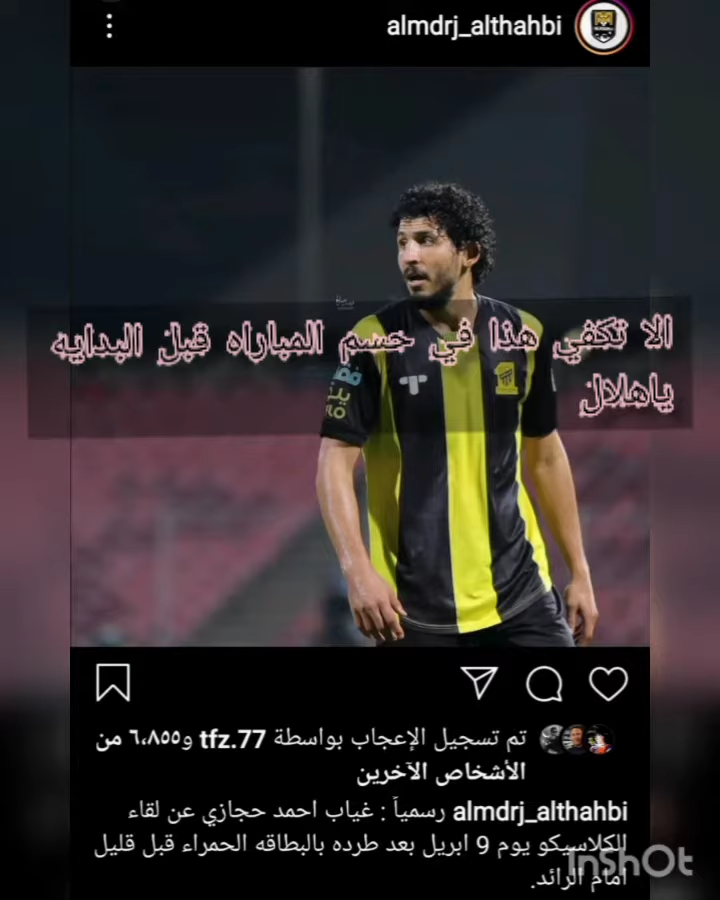 almdrj_althahbi
الا تكفي هذا في حسم المباراه قبل البدايه
ياهلال
تم تسجيل الإعجاب بواسطة tfz.77 و٦،٨٥٥ من
الأشخاص الآخرين
almdrj_althahbi رسمياً : غياب احمد حجازي عن لقاء
الكلاسيكو يوم 9 ابريل بعد طرده بالبطاقه الحمراء قبل قليل
امام الرائد.
InShOt